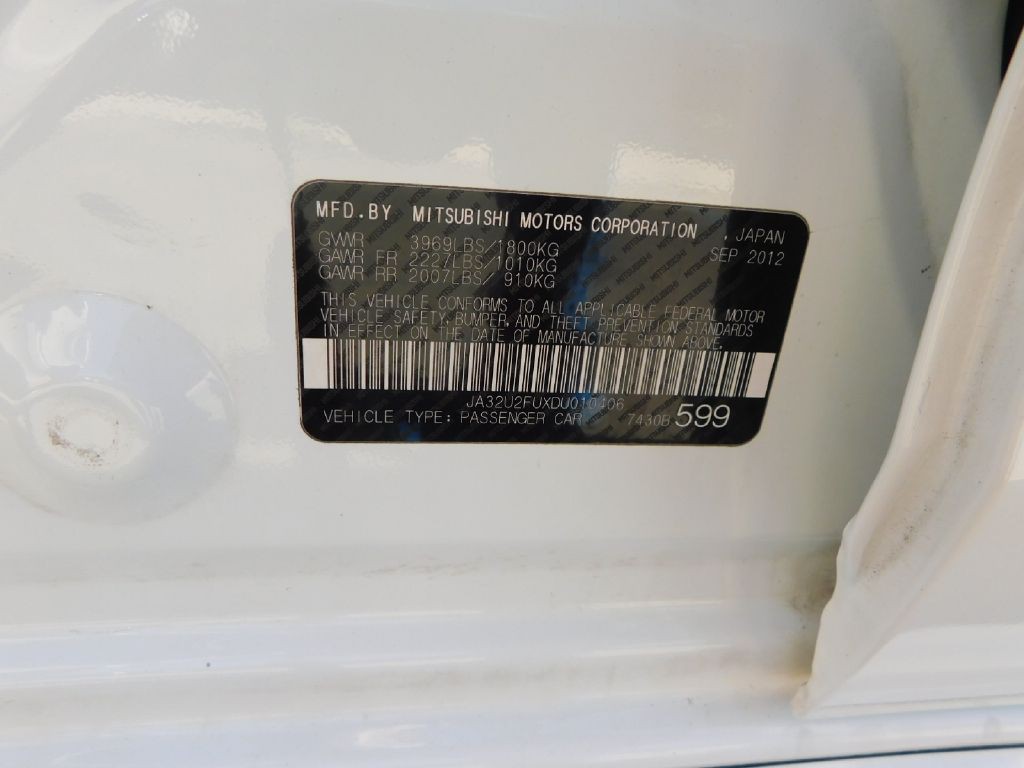 MFD.BY MITSUBISHI MOTORS CORPORATION , JAPAN
GVWR 3969LBS/1800KG SEP 2012
GAWR FR 2227LBS/1010KG
GAWR RR 2007LBS/ 910KG
THIS VEHICLE CONFORMS TO ALL APPLICABLE FEDERAL MOTOR
VEHICLE SAFETY, BUMPER, AND THEFT PREVENTION STANDARDS
IN EFFECT ON THE DATE OF MANUFACTURE SHOWN ABOVE.
JA32U2FUXDU010406
VEHICLE TYPE: PASSENGER CAR 7430B 599